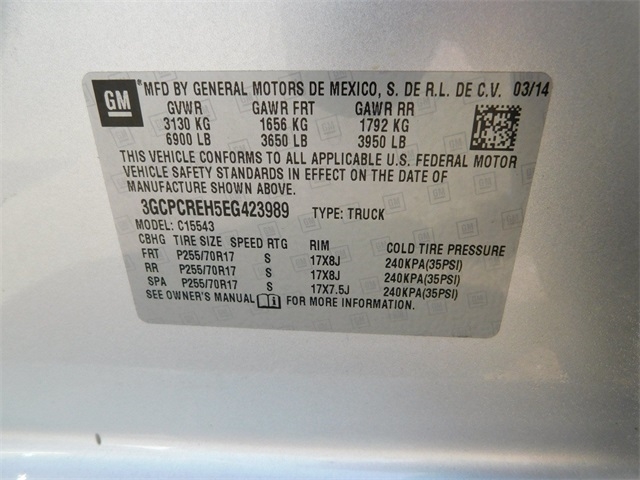 GM ® MFD BY GENERAL MOTORS DE MEXICO, S. DE R.L. DE C.V. 03/14
GVWR GAWR FRT GAWR RR
3130 KG 1656 KG 1792 KG
6900 LB 3650 LB 3950 LB
THIS VEHICLE CONFORMS TO ALL APPLICABLE U.S. FEDERAL MOTOR
VEHICLE SAFETY STANDARDS IN EFFECT ON THE DATE OF
MANUFACTURE SHOWN ABOVE.
3GCPCREH5EG423989 TYPE: TRUCK
MODEL: C15543
CBHG TIRE SIZE SPEED RTG RIM COLD TIRE PRESSURE
FRT P255/70R17 S 17X8J 240KPA(35PSI)
RR P255/70R17 S 17X8J 240KPA(35PSI)
SPA P255/70R17 S 17X7.5J 240KPA(35PSI)
SEE OWNER'S MANUAL FOR MORE INFORMATION.